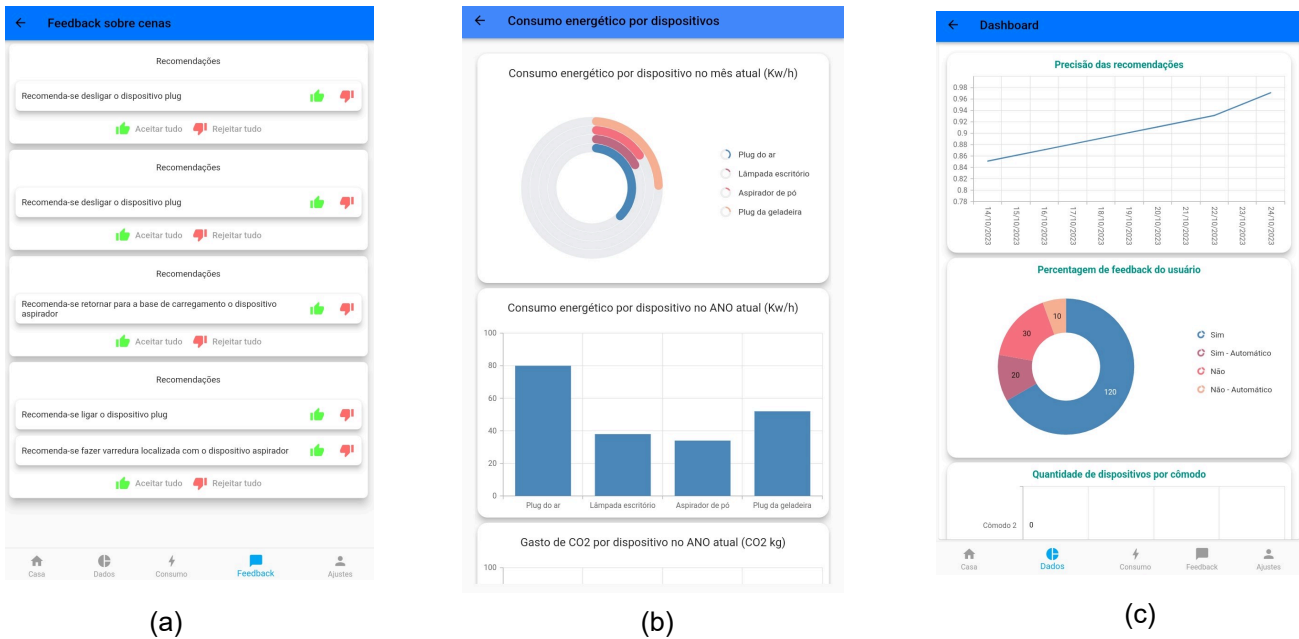 Feedback sobre cenas
Recomendações
Recomenda-se desligar o dispositivo plug
Aceitar tudo Rejeitar tudo
Recomendações
Recomenda-se desligar o dispositivo plug
Aceitar tudo Rejeitar tudo
Recomendações
Recomenda-se retornar para a base de carregamento o dispositivo
aspirador
Aceitar tudo Rejeitar tudo
Recomendações
Recomenda-se ligar o dispositivo plug
Recomenda-se fazer varredura localizada com o dispositivo aspirador
Aceitar tudo Rejeitar tudo
Casa Dados Consumo Feedback Ajustes
(a)
Consumo energético por dispositivos
Consumo energético por dispositivo no mês atual (Kw/h)
Plug do ar
Lâmpada escritório
Aspirador de pó
Plug da geladeira
Consumo energético por dispositivo no ANO atual (Kw/h)
100
80
60
40
20
0
Plug do ar Lâmpada escritório Aspirador de pó Plug da geladeira
Gasto de CO2 por dispositivo no ANO atual (CO2 kg)
100
(b)
Dashboard
Precisão das recomendações
0.98
0.96
0.94
0.92
0.9
0.88
0.86
0.84
0.82
0.8
0.78
14/10/2023 15/10/2023 16/10/2023 17/10/2023 18/10/2023 19/10/2023 20/10/2023 21/10/2023 22/10/2023 23/10/2023 24/10/2023
Percentagem de feedback do usuário
10
30
20
120
Sim
Sim - Automático
Não
Não - Automático
Quantidade de dispositivos por cômodo
Cômodo 2 0
Casa Dados Consumo Feedback Ajustes
(c)